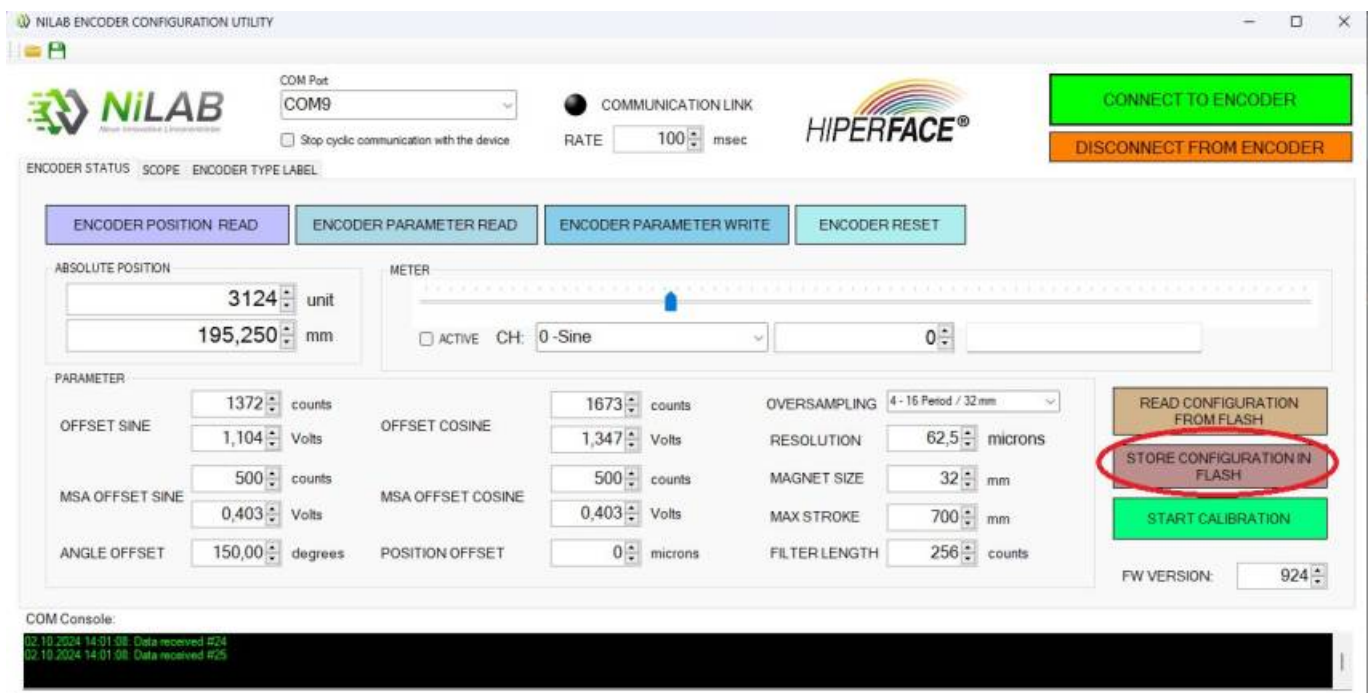 NILAB ENCODER CONFIGURATION UTILITY
COM Port
COM9
Stop cyclic communication with the device
NiLAB
COMMUNICATION LINK
RATE 100 msec
HIPERFACE®
CONNECT TO ENCODER
DISCONNECT FROM ENCODER
ENCODER STATUS SCOPE ENCODER TYPE LABEL
ENCODER POSITION READ ENCODER PARAMETER READ ENCODER PARAMETER WRITE ENCODER RESET
ABSOLUTE POSITION
3124 unit
195,250 mm
METER
ACTIVE CH: 0 -Sine 0
PARAMETER
OFFSET SINE
1372 counts
1,104 Volts
OFFSET COSINE
1673 counts
1,347 Volts
OVERSAMPLING 4 - 16 Period / 32 mm
RESOLUTION 62,5 microns
MSA OFFSET SINE
500 counts
0,403 Volts
MSA OFFSET COSINE
500 counts
0,403 Volts
MAGNET SIZE 32 mm
MAX STROKE 700 mm
ANGLE OFFSET 150,00 degrees
POSITION OFFSET 0 microns
FILTER LENGTH 256 counts
READ CONFIGURATION
FROM FLASH
STORE CONFIGURATION IN
FLASH
START CALIBRATION
FW VERSION: 924
COM Console:
02.10.2024 14:01:08: Data received #24
02.10.2024 14:01:08: Data received #25